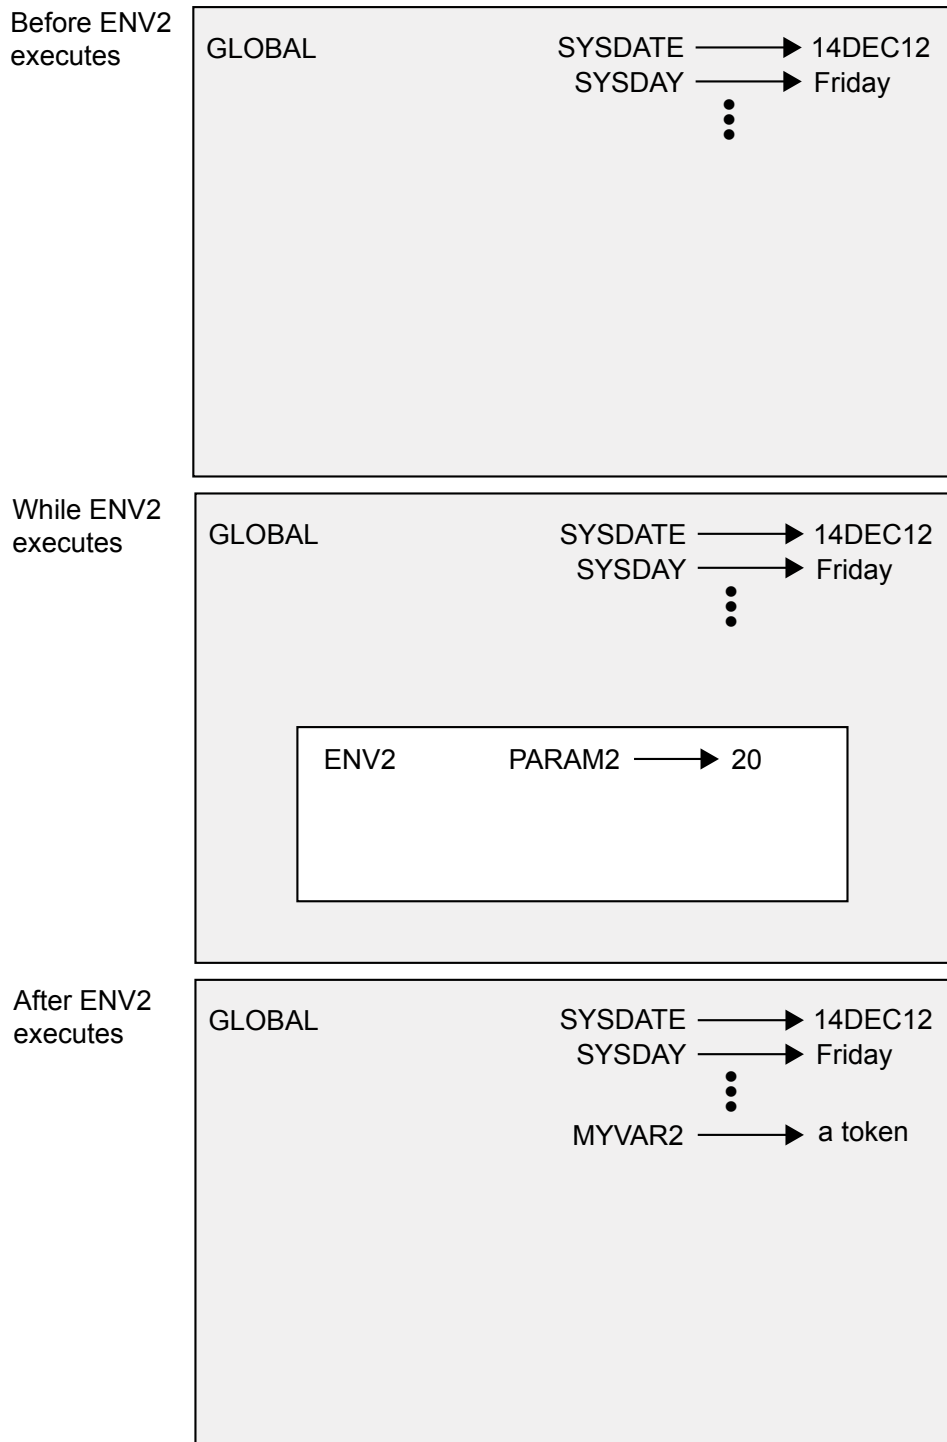 Before ENV2
executes
GLOBAL
SYSDATE 14DEC12
SYSDAY Friday
While ENV2
executes
GLOBAL
SYSDATE 14DEC12
SYSDAY Friday
ENV2 PARAM2 20
After ENV2
executes
GLOBAL
SYSDATE 14DEC12
SYSDAY Friday
MYVAR2 a token